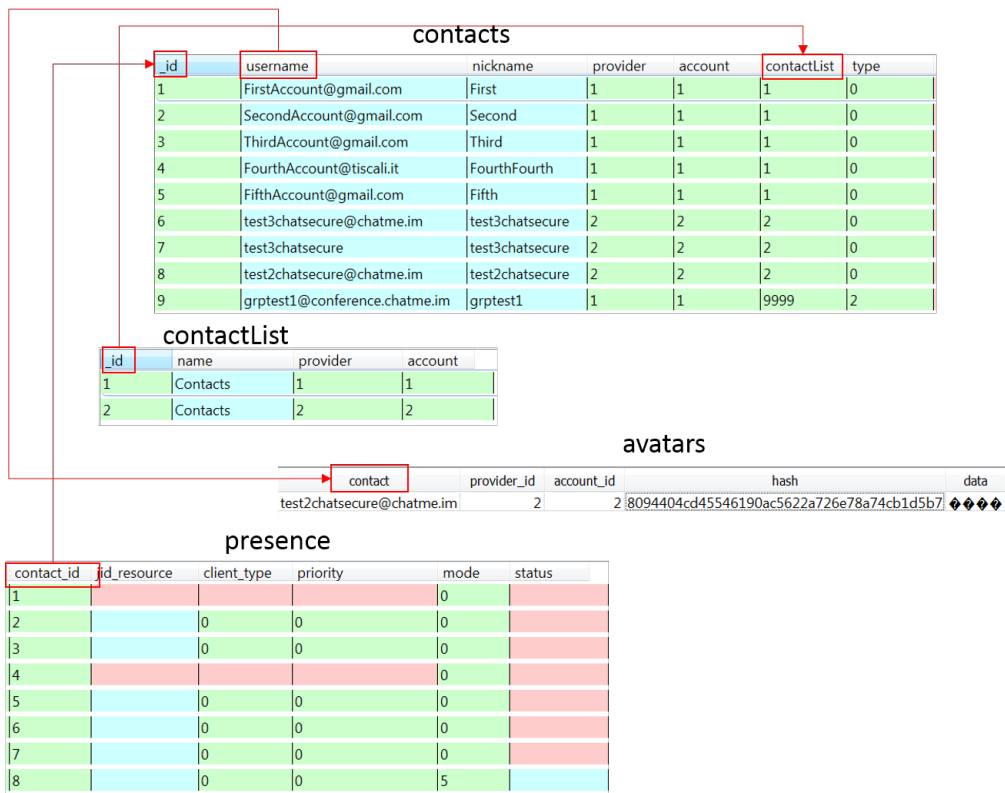 contacts
_id username nickname provider account contactList type
1 FirstAccount@gmail.com First 1 1 1 0
2 SecondAccount@gmail.com Second 1 1 1 0
3 ThirdAccount@gmail.com Third 1 1 1 0
4 FourthAccount@tiscali.it FourthFourth 1 1 1 0
5 FifthAccount@gmail.com Fifth 1 1 1 0
6 test3chatsecure@chatme.im test3chatsecure 2 2 2 0
7 test3chatsecure test3chatsecure 2 2 2 0
8 test2chatsecure@chatme.im test2chatsecure 2 2 2 0
9 grptest1@conference.chatme.im grptest1 1 1 9999 2
contactList
_id name provider account
1 Contacts 1 1
2 Contacts 2 2
avatars
contact provider_id account_id hash data
test2chatsecure@chatme.im 2 2 8094404cd45546190ac5622a726e78a74cb1d5b7 ����
presence
contact_id jid_resource client_type priority mode status
1 0
2 0 0 0
3 0 0 0
4 0
5 0 0 0
6 0 0 0
7 0 0 0
8 0 0 5